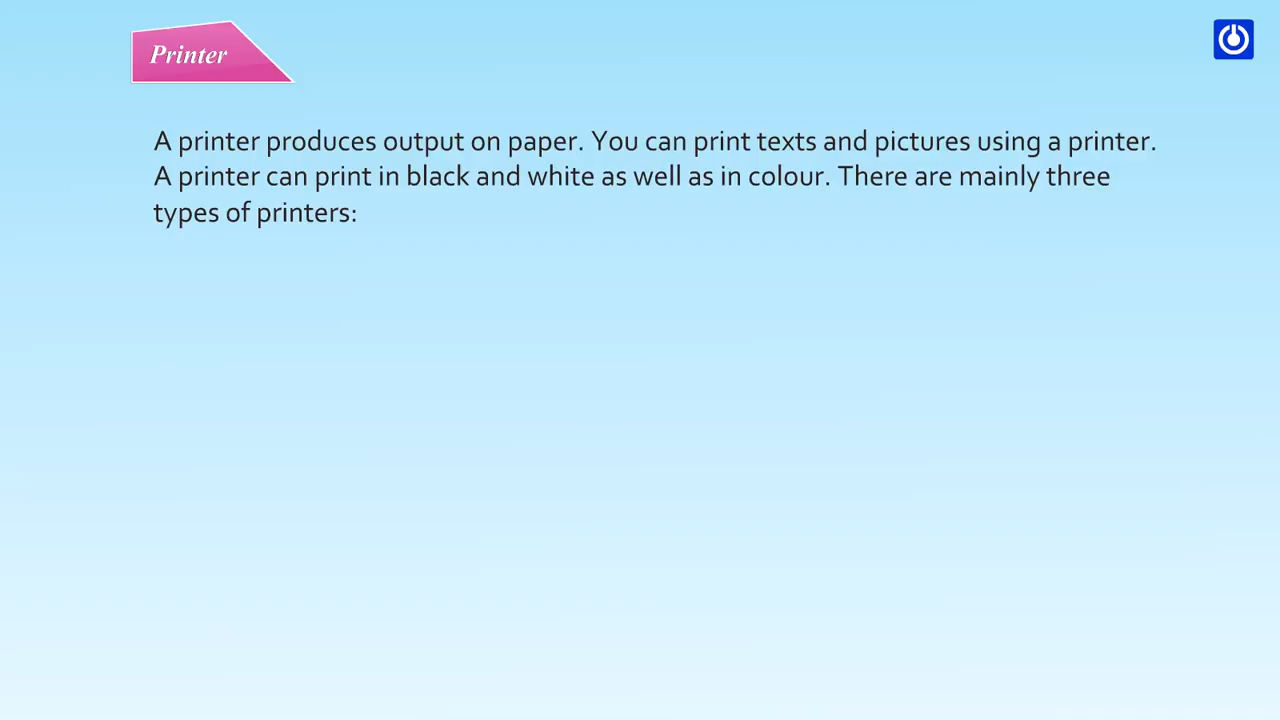 Printer
A printer produces output on paper. You can print texts and pictures using a printer.
A printer can print in black and white as well as in colour. There are mainly three
types of printers: